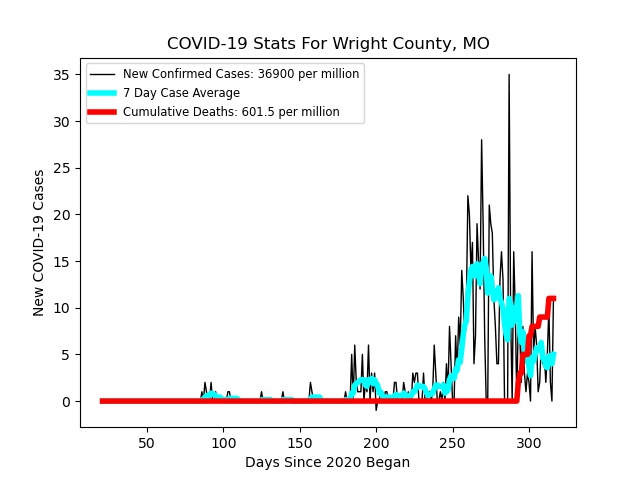 COVID-19 Stats For Wright County, MO
New Confirmed Cases: 36900 per million
7 Day Case Average
Cumulative Deaths: 601.5 per million
New COVID-19 Cases
35
30
25
20
15
10
5
0
50 100 150 200 250 300
Days Since 2020 Began